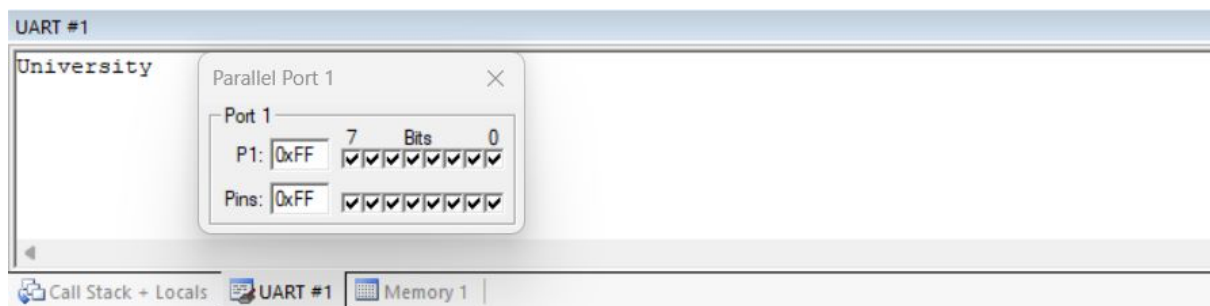 UART #1
University
Parallel Port 1
Port 1
7 Bits 0
P1: 0xFF
Pins: 0xFF
Call Stack + Locals UART #1 Memory 1